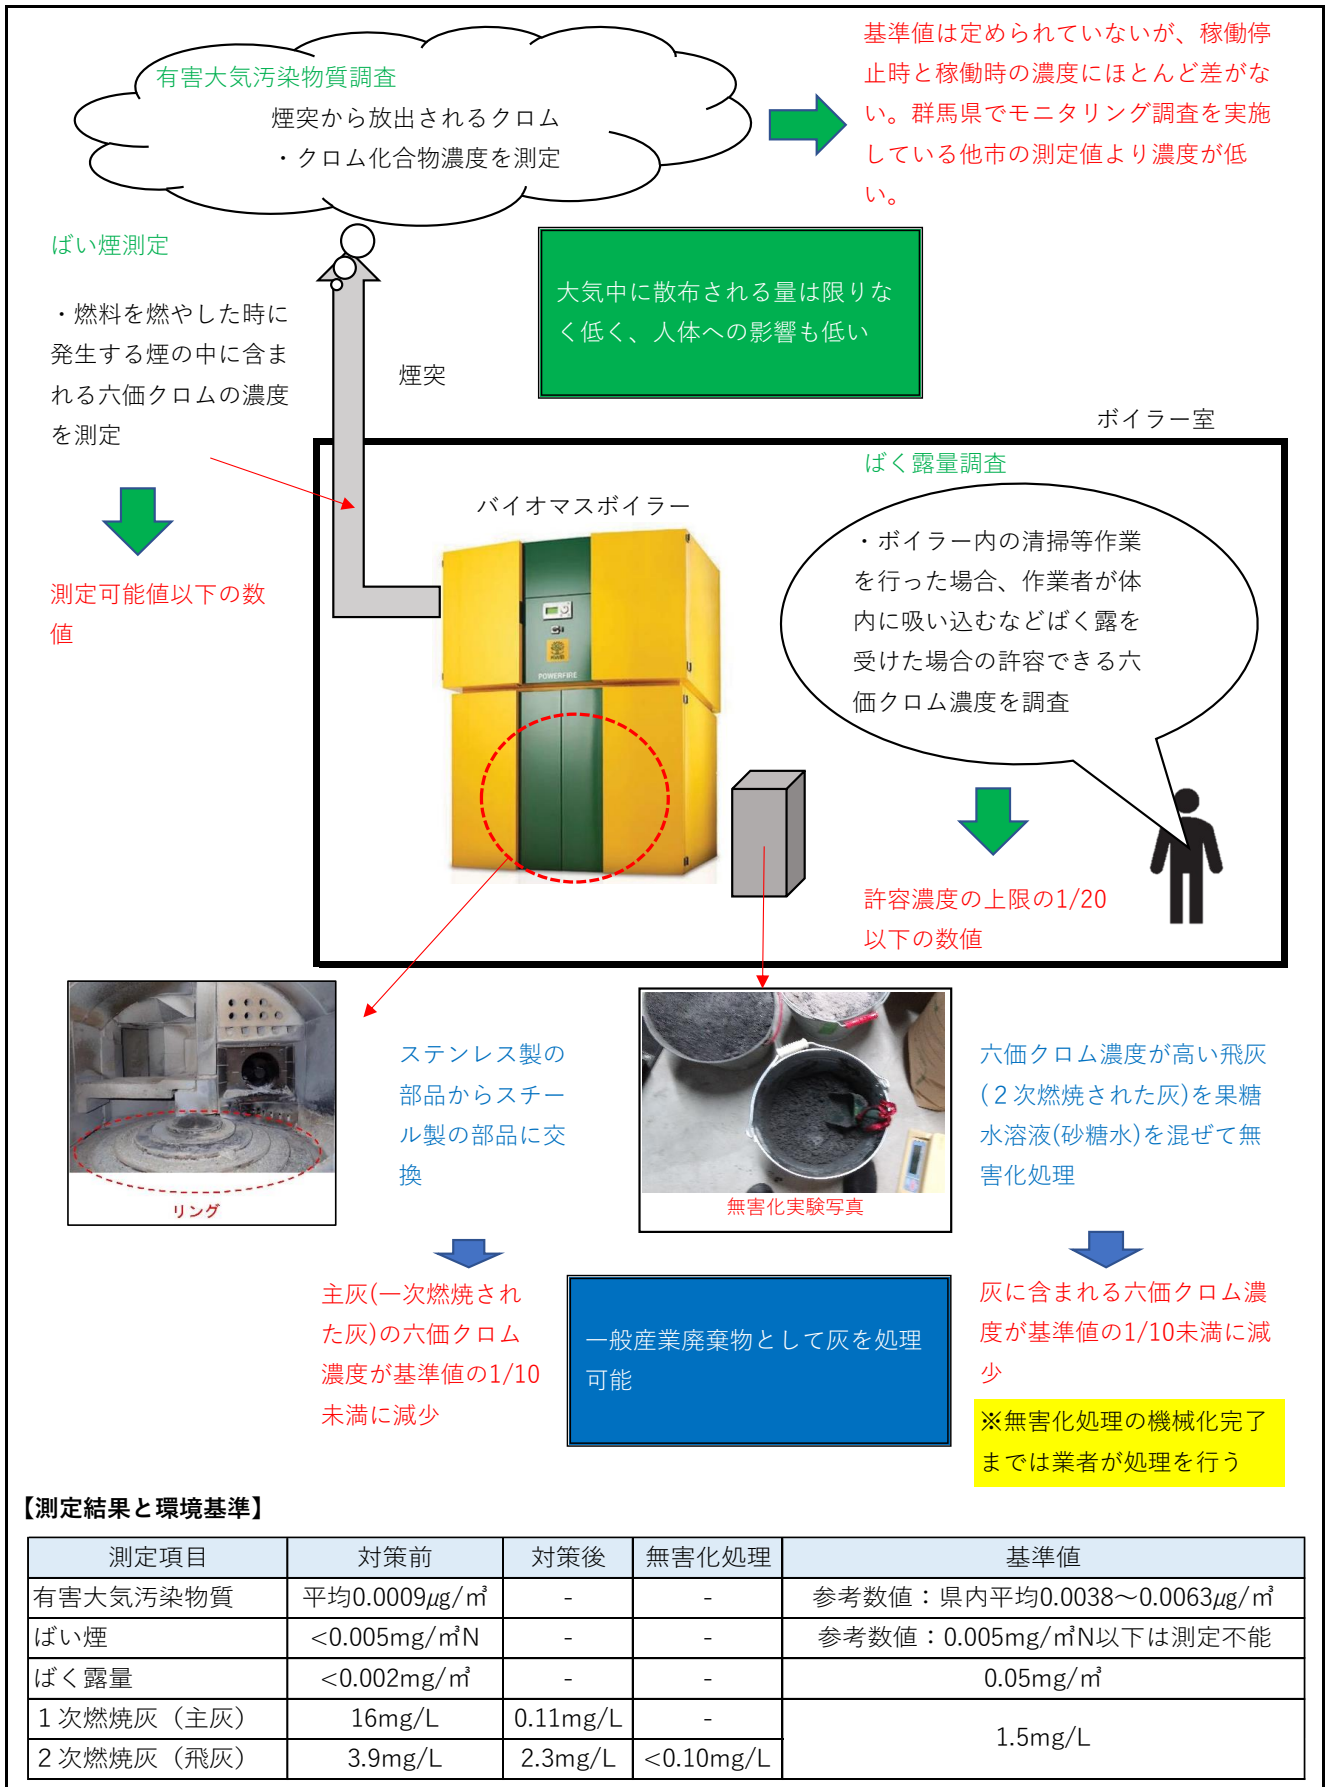 有害大気汚染物質調査
煙突から放出されるクロム
・クロム化合物濃度を測定
基準値は定められていないが、稼働停
止時と稼働時の濃度にほとんど差がな
い。群馬県でモニタリング調査を実施
している他市の測定値より濃度が低
い。
ばい煙測定
・燃料を燃やした時に
発生する煙の中に含ま
れる六価クロムの濃度
を測定
測定可能値以下の数
値
煙突
大気中に散布される量は限りな
く低く、人体への影響も低い
ボイラー室
バイオマスボイラー
POWERFIRE
ばく露量調査
・ボイラー内の清掃等作業
を行った場合、作業者が体
内に吸い込むなどばく露を
受けた場合の許容できる六
価クロム濃度を調査
許容濃度の上限の1/20
以下の数値
リング
ステンレス製の
部品からスチー
ル製の部品に交
換
無害化実験写真
六価クロム濃度が高い飛灰
(２次燃焼された灰)を果糖
水溶液(砂糖水)を混ぜて無
害化処理
主灰(一次燃焼され
た灰)の六価クロム
濃度が基準値の1/10
未満に減少
一般産業廃棄物として灰を処理
可能
灰に含まれる六価クロム濃
度が基準値の1/10未満に減
少
※無害化処理の機械化完了
までは業者が処理を行う
【測定結果と環境基準】
測定項目 対策前 対策後 無害化処理 基準値
有害大気汚染物質 平均0.0009μg/㎥ - - 参考数値：県内平均0.0038～0.0063μg/㎥
ばい煙 <0.005mg/㎥N - - 参考数値：0.005mg/㎥N以下は測定不能
ばく露量 <0.002mg/㎥ - - 0.05mg/㎥
１次燃焼灰（主灰） 16mg/L 0.11mg/L - 1.5mg/L
２次燃焼灰（飛灰） 3.9mg/L 2.3mg/L <0.10mg/L